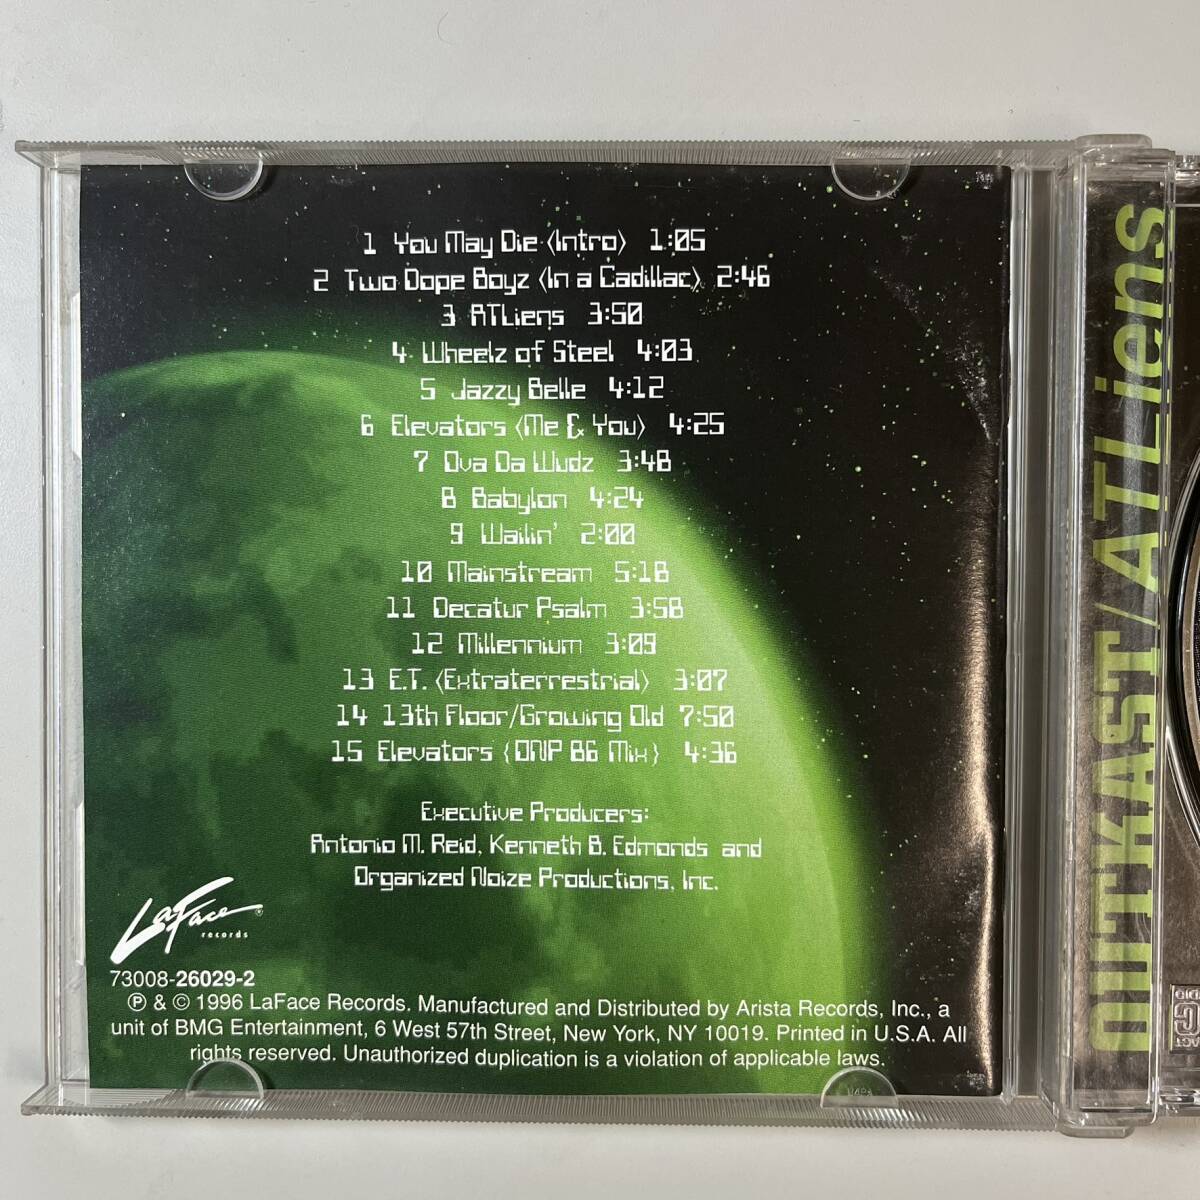 1 You May Die (Intro) 1:05
2 Two Dope Boyz (In a Cadillac) 2:46
3 ATLiens 3:50
4 Wheelz of Steel 4:03
5 Jazzy Belle 4:12
6 Elevators (Me & You) 4:25
7 Ova Da Wudz 3:48
8 Babylon 4:24
9 Wailin' 2:00
10 Mainstream 5:18
11 Decatur Psalm 3:58
12 Millennium 3:09
13 E.T. (Extraterrestrial) 3:07
14 13th Floor/Growing Old 7:50
15 Elevators (ONP 86 Mix) 4:36
Executive Producers:
Antonio M. Reid, Kenneth B. Edmonds and
Organized Noize Productions, Inc.
LaFace ®
records
73008-26029-2
℗ & © 1996 LaFace Records. Manufactured and Distributed by Arista Records, Inc., a
unit of BMG Entertainment, 6 West 57th Street, New York, NY 10019. Printed in U.S.A. All
rights reserved. Unauthorized duplication is a violation of applicable laws.
OUTKAST/ATLiens